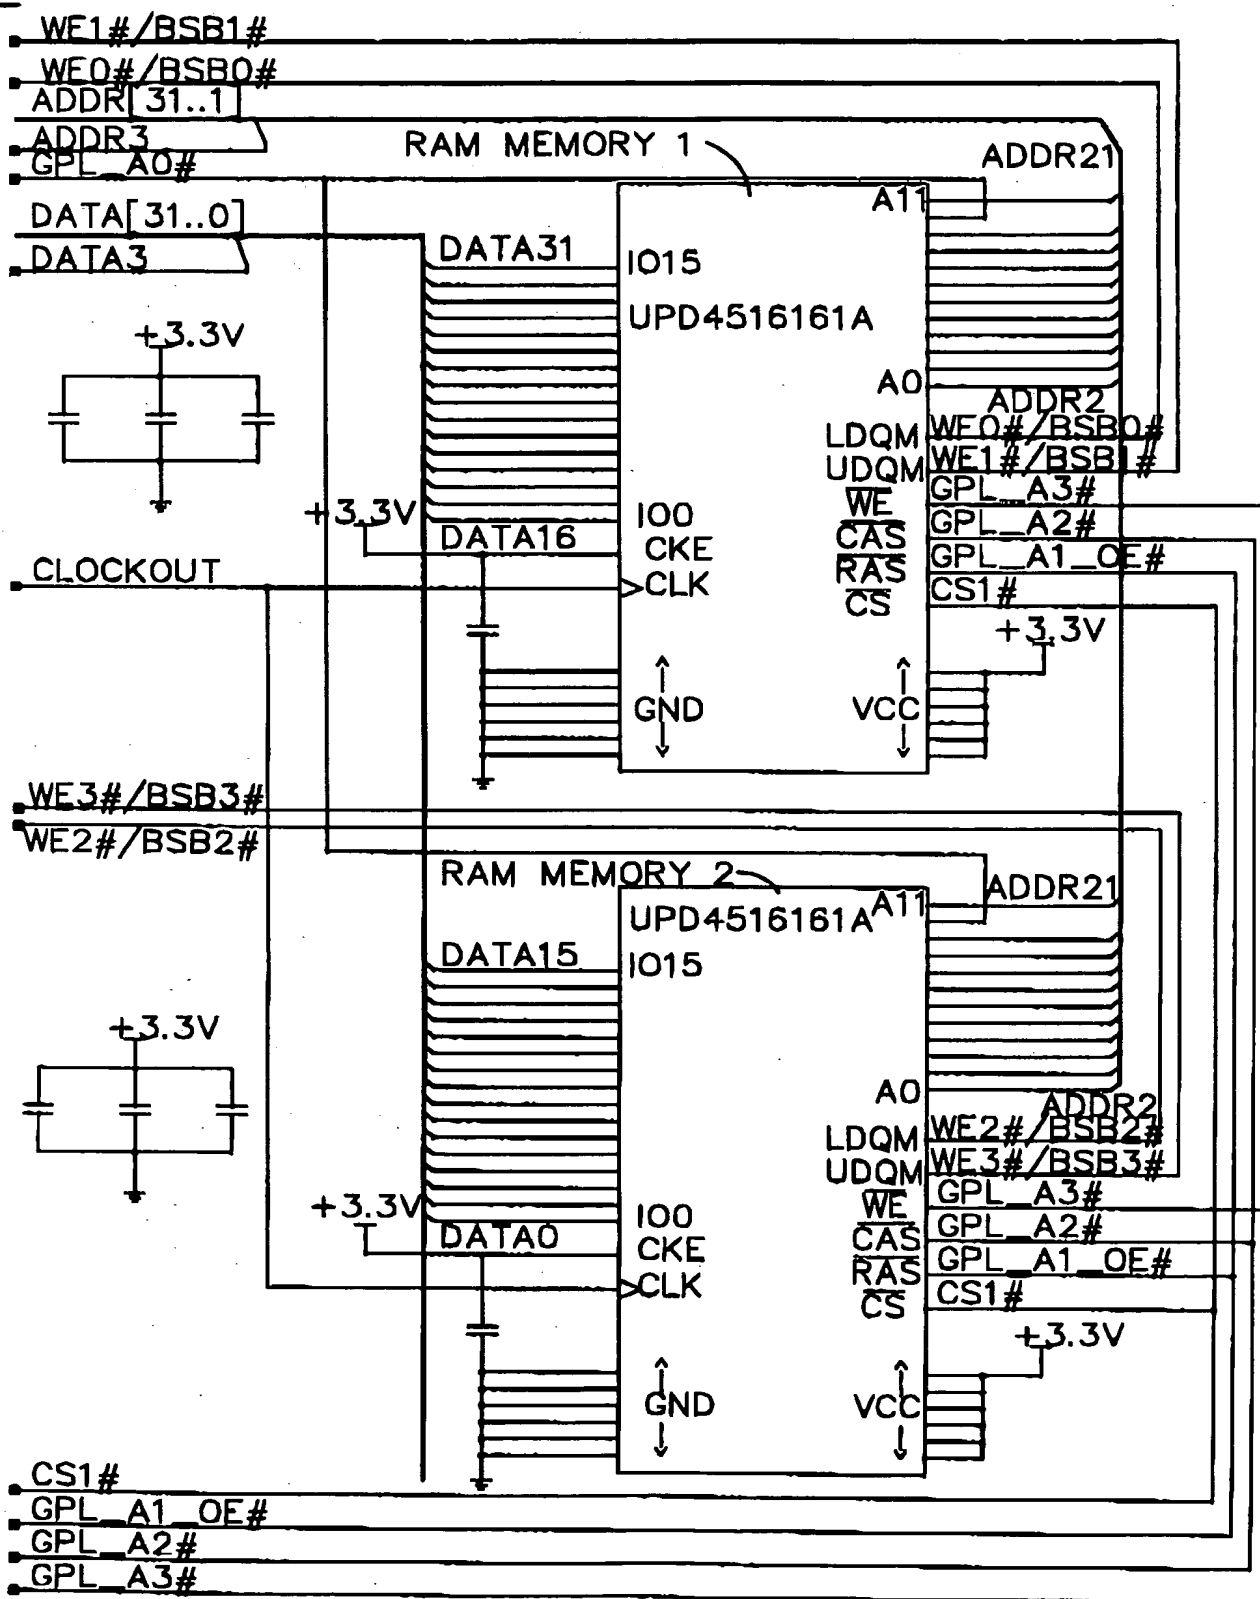 WE1#/BSB1#
WE0#/BSB0#
ADDR[31..1]
ADDR3
GPL_A0#
RAM MEMORY 1
ADDR21
A11
DATA[31..0]
DATA3
DATA31
IO15
UPD4516161A
+3.3V
A0
ADDR2
LDQM
WE0#/BSB0#
UDQM
WE1#/BSB1#
WE
GPL_A3#
CAS
GPL_A2#
RAS
GPL_A1_OE#
CS
CS1#
+3.3V
IO0
DATA16
CKE
CLOCKOUT
CLK
+3.3V
GND
VCC
WE3#/BSB3#
WE2#/BSB2#
RAM MEMORY 2
ADDR21
A11
UPD4516161A
DATA15
IO15
+3.3V
A0
ADDR2
LDQM
WE2#/BSB2#
UDQM
WE3#/BSB3#
WE
GPL_A3#
CAS
GPL_A2#
RAS
GPL_A1_OE#
CS
CS1#
+3.3V
IO0
DATA0
CKE
CLK
+3.3V
GND
VCC
CS1#
GPL_A1_OE#
GPL_A2#
GPL_A3#